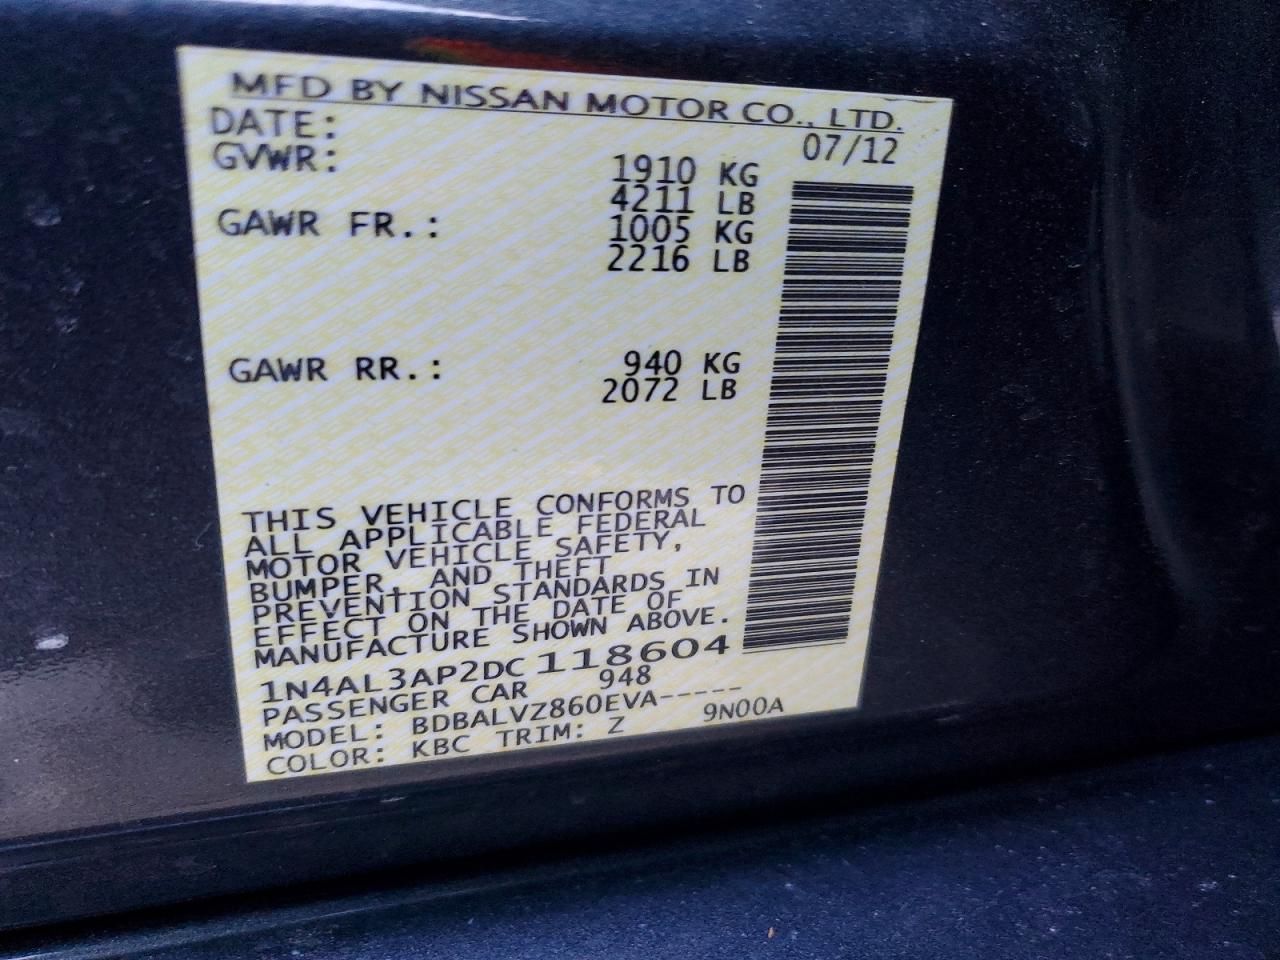 MFD BY NISSAN MOTOR CO., LTD.
DATE: 07/12
GVWR: 1910 KG
4211 LB
GAWR FR.: 1005 KG
2216 LB
GAWR RR.: 940 KG
2072 LB
THIS VEHICLE CONFORMS TO
ALL APPLICABLE FEDERAL
MOTOR VEHICLE SAFETY,
BUMPER, AND THEFT
PREVENTION STANDARDS IN
EFFECT ON THE DATE OF
MANUFACTURE SHOWN ABOVE.
1N4AL3AP2DC118604
PASSENGER CAR 948
MODEL: BDBALVZ860EVA-----
COLOR: KBC TRIM: Z 9N00A